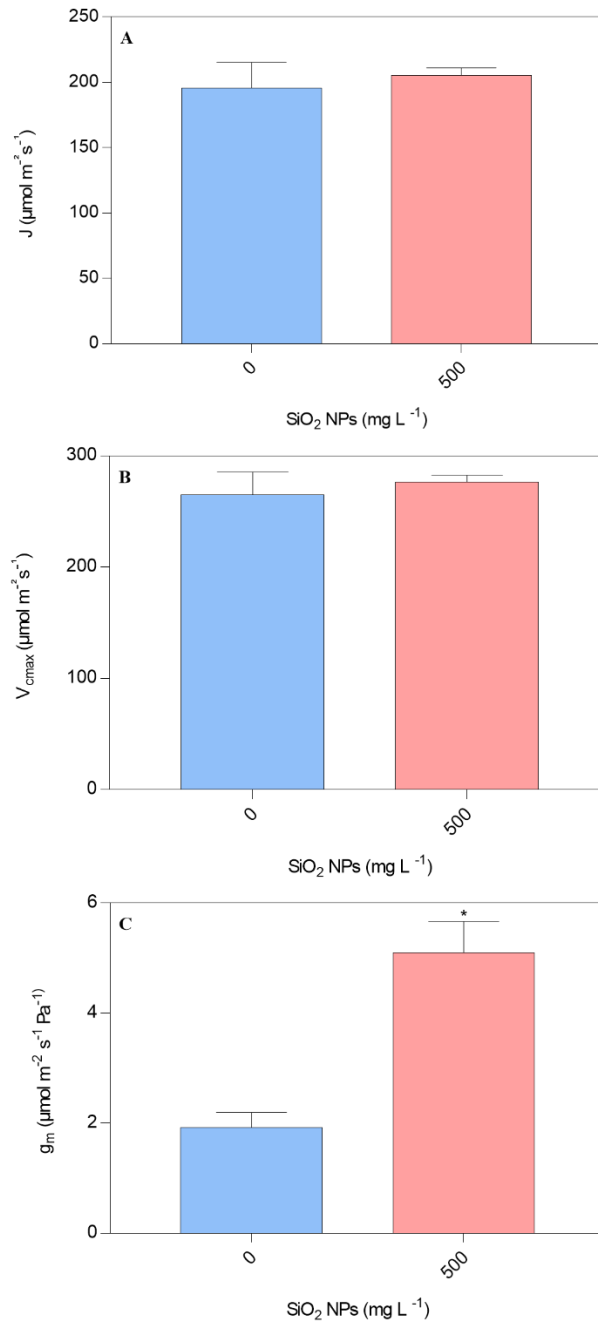 A
250
200
150
100
50
0
J (µmol m⁻² s⁻¹)
0
500
SiO₂ NPs (mg L ⁻¹)
B
300
200
100
0
V꜀ₘₐₓ (µmol m⁻² s⁻¹)
0
500
SiO₂ NPs (mg L ⁻¹)
C
*
6
4
2
0
gₘ (µmol m⁻² s⁻¹ Pa⁻¹)
0
500
SiO₂ NPs (mg L ⁻¹)